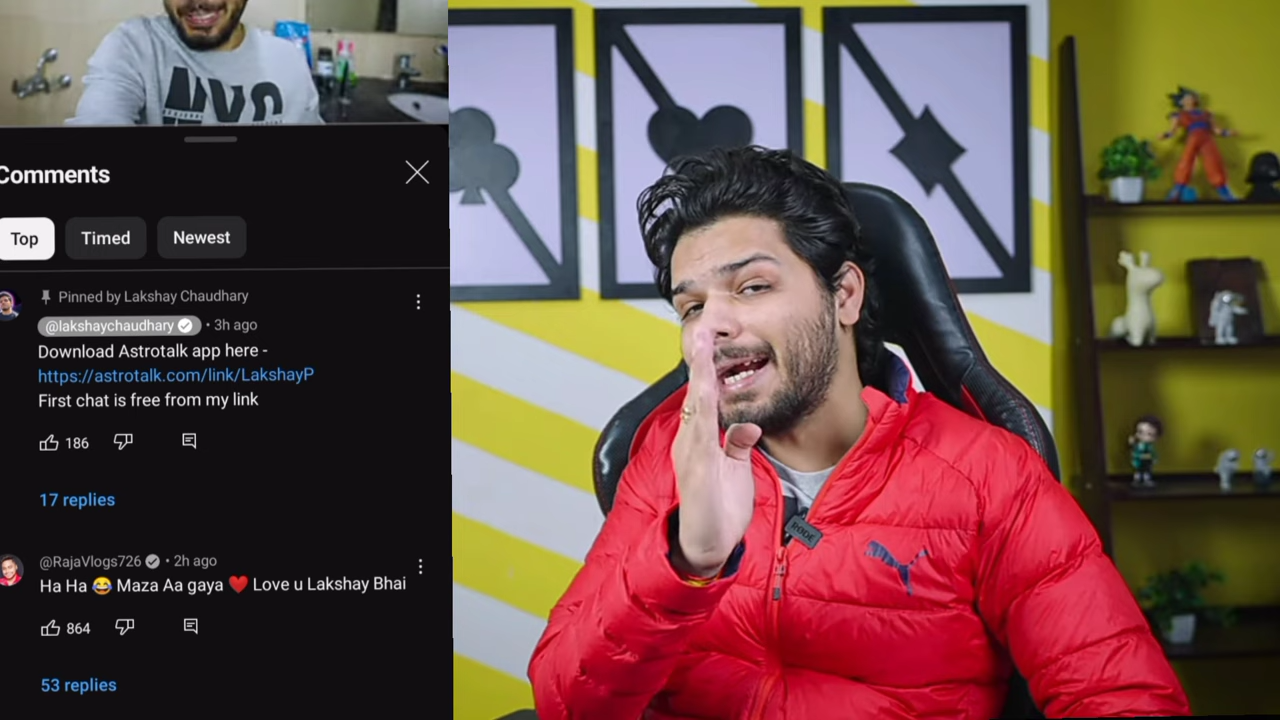 Comments
Top
Timed
Newest
Pinned by Lakshay Chaudhary
@lakshaychaudhary • 3h ago
Download Astrotalk app here -
https://astrotalk.com/link/LakshayP
First chat is free from my link
186
17 replies
@RajaVlogs726 • 2h ago
Ha Ha 😂 Maza Aa gaya ❤️ Love u Lakshay Bhai
864
53 replies
RODE